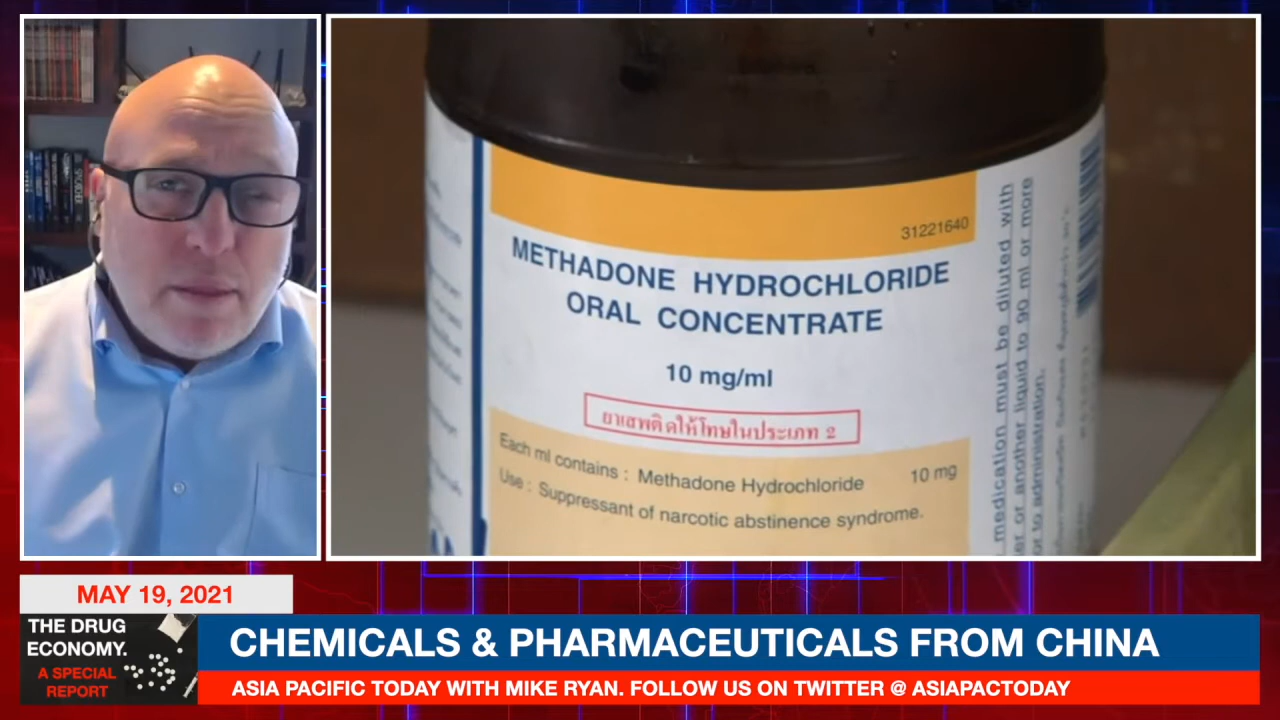 31221640
METHADONE HYDROCHLORIDE
ORAL CONCENTRATE
10 mg/ml
ยาเสพติดให้โทษในประเภท 2
Each ml contains : Methadone Hydrochloride 10 mg
Use : Suppressant of narcotic abstinence syndrome.
medication must be diluted with
or another liquid to 90 ml or more
to administration.
MAY 19, 2021
THE DRUG
ECONOMY.
A SPECIAL
REPORT
CHEMICALS & PHARMACEUTICALS FROM CHINA
ASIA PACIFIC TODAY WITH MIKE RYAN. FOLLOW US ON TWITTER @ ASIAPACTODAY